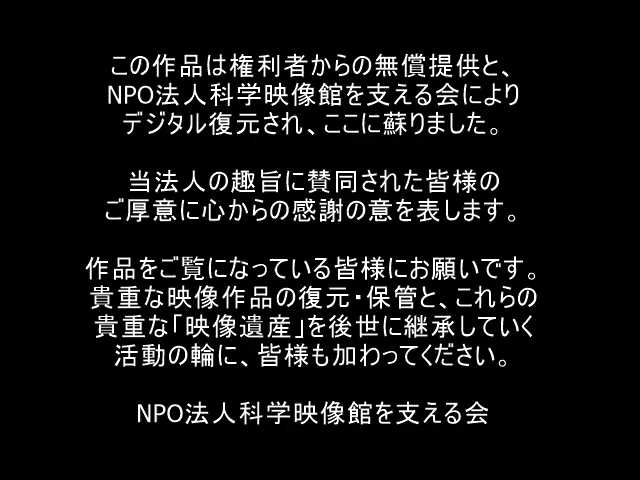 この作品は権利者からの無償提供と、
NPO法人科学映像館を支える会により
デジタル復元され、ここに蘇りました。
当法人の趣旨に賛同された皆様の
ご厚意に心からの感謝の意を表します。
作品をご覧になっている皆様にお願いです。
貴重な映像作品の復元・保管と、これらの
貴重な「映像遺産」を後世に継承していく
活動の輪に、皆様も加わってください。
NPO法人科学映像館を支える会